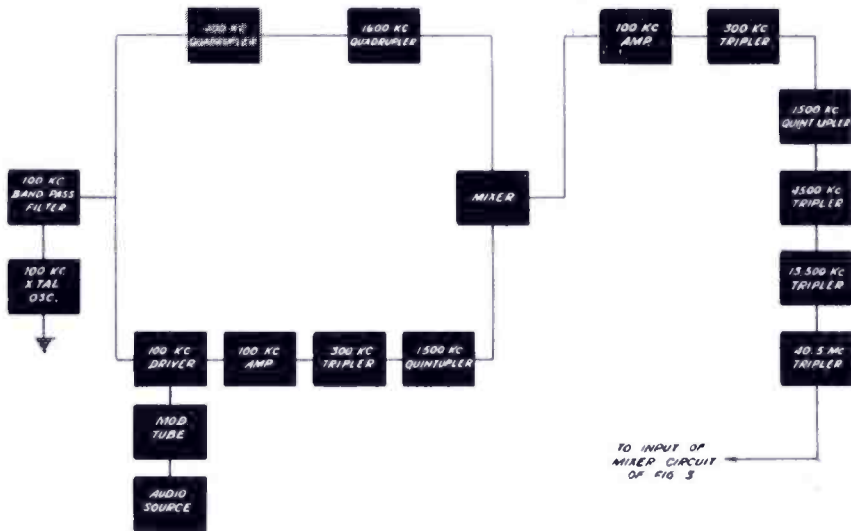 400 KC
QUADRUPLER
1600 KC
QUADRUPLER
100 KC
AMP.
300 KC
TRIPLER
1500 KC
QUINTUPLER
100 KC
BAND PASS
FILTER
MIXER
4500 KC
TRIPLER
100 KC
X TAL
OSC.
13,500 KC
TRIPLER
100 KC
DRIVER
100 KC
AMP
300 KC
TRIPLER
1500 KC
QUINTUPLER
40.5 MC
TRIPLER
MOD
TUBE
TO INPUT OF
MIXER CIRCUIT
OF FIG 3
AUDIO
SOURCE